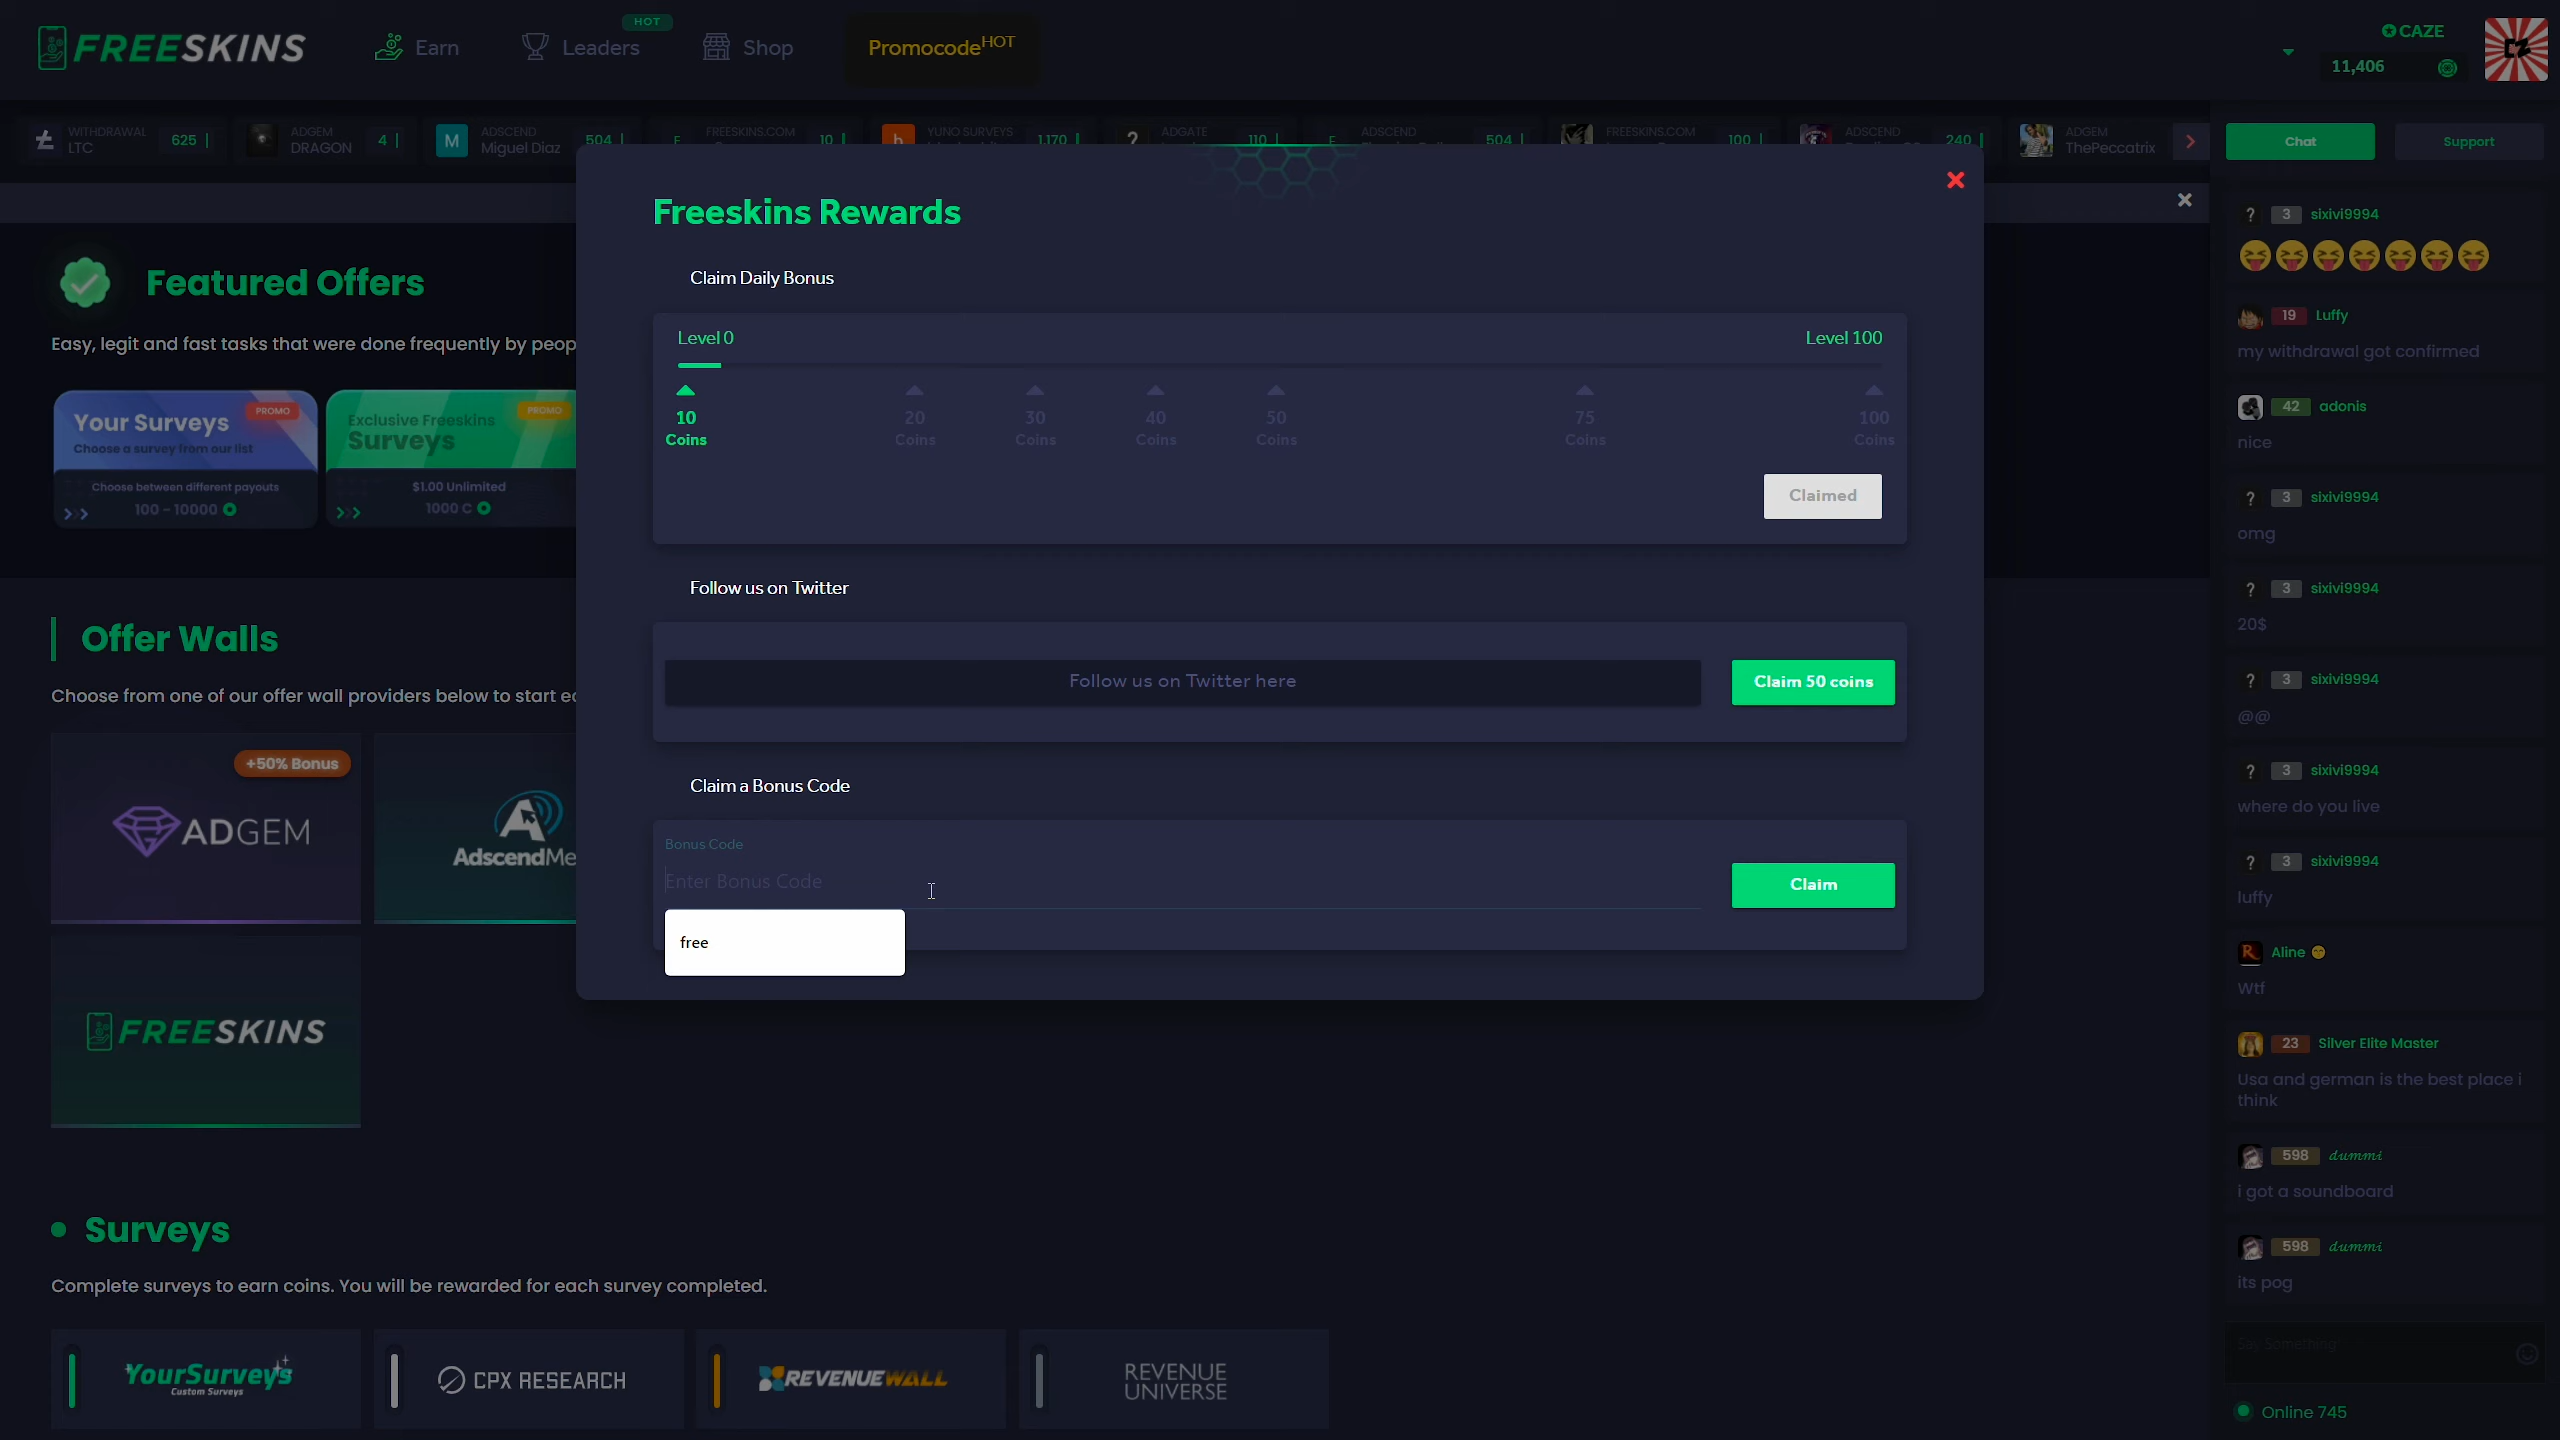 FREESKINS
Earn
Leaders
HOT
Shop
PromocodeHOT
CAZE
11,406
WITHDRAWAL
LTC
625
ADGEM
DRAGON
4
M
ADSCEND
Miguel Diaz
504
FREESKINS.COM
10
YUNO SURVEYS
1,170
?
ADGATE
110
ADSCEND
504
FREESKINS.COM
100
ADSCEND
240
ADGEM
ThePeccatrix
Chat
Support
Freeskins Rewards
Claim Daily Bonus
Level 0
Level 100
10
Coins
20
Coins
30
Coins
40
Coins
50
Coins
75
Coins
100
Coins
Claimed
Follow us on Twitter
Follow us on Twitter here
Claim 50 coins
Claim a Bonus Code
Bonus Code
Enter Bonus Code
Claim
free
Featured Offers
Easy, legit and fast tasks that were done frequently by peop
Your Surveys
PROMO
Choose a survey from our list
Choose between different payouts
100 - 10000
Exclusive Freeskins
Surveys
PROMO
$1.00 Unlimited
1000 C
Offer Walls
Choose from one of our offer wall providers below to start ea
+50% Bonus
ADGEM
AdscendMe
FREESKINS
Surveys
Complete surveys to earn coins. You will be rewarded for each survey completed.
YourSurveys
Custom Surveys
CPX RESEARCH
REVENUEWALL
REVENUE
UNIVERSE
? 3 sixivi9994
? 19 Luffy
my withdrawal got confirmed
42 adonis
nice
? 3 sixivi9994
omg
? 3 sixivi9994
20$
? 3 sixivi9994
@@
? 3 sixivi9994
where do you live
? 3 sixivi9994
luffy
R Aline
Wtf
23 Silver Elite Master
Usa and german is the best place i
think
598 dummi
i got a soundboard
598 dummi
its pog
Say Something
Online 745